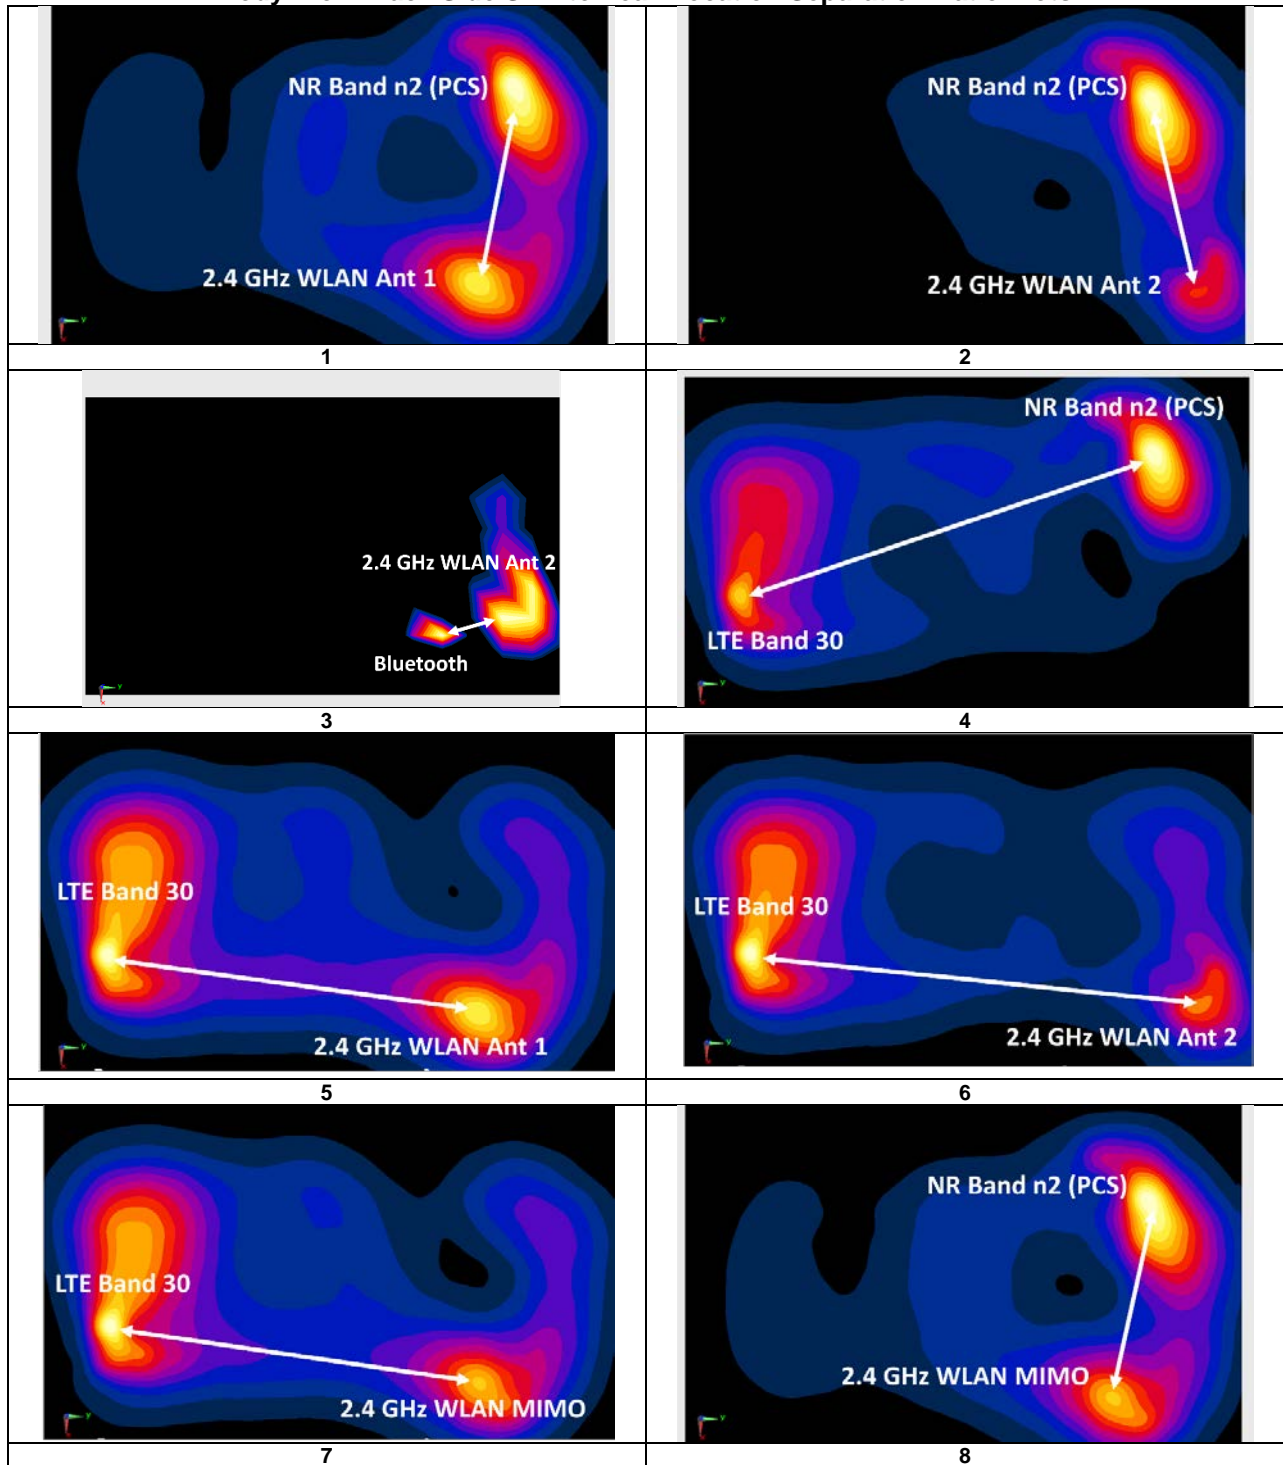 NR Band n2 (PCS)
2.4 GHz WLAN Ant 1
1
NR Band n2 (PCS)
2.4 GHz WLAN Ant 2
2
2.4 GHz WLAN Ant 2
Bluetooth
3
NR Band n2 (PCS)
LTE Band 30
4
LTE Band 30
2.4 GHz WLAN Ant 1
5
LTE Band 30
2.4 GHz WLAN Ant 2
6
LTE Band 30
2.4 GHz WLAN MIMO
7
NR Band n2 (PCS)
2.4 GHz WLAN MIMO
8